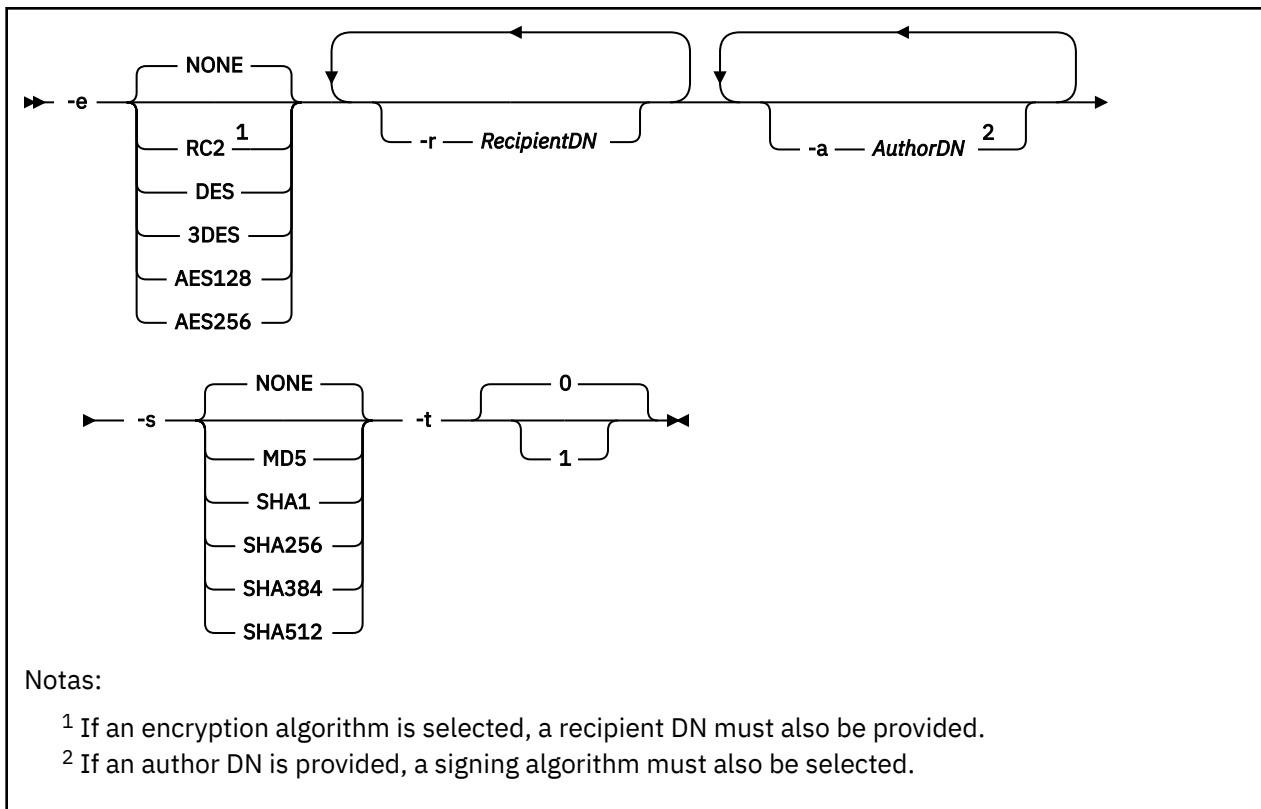 NONE
-e
RC2 1
-r RecipientDN
-a AuthorDN 2
DES
3DES
AES128
AES256
NONE 0
-s -t
MD5 1
SHA1
SHA256
SHA384
SHA512
Notas:
1 If an encryption algorithm is selected, a recipient DN must also be provided.
2 If an author DN is provided, a signing algorithm must also be selected.